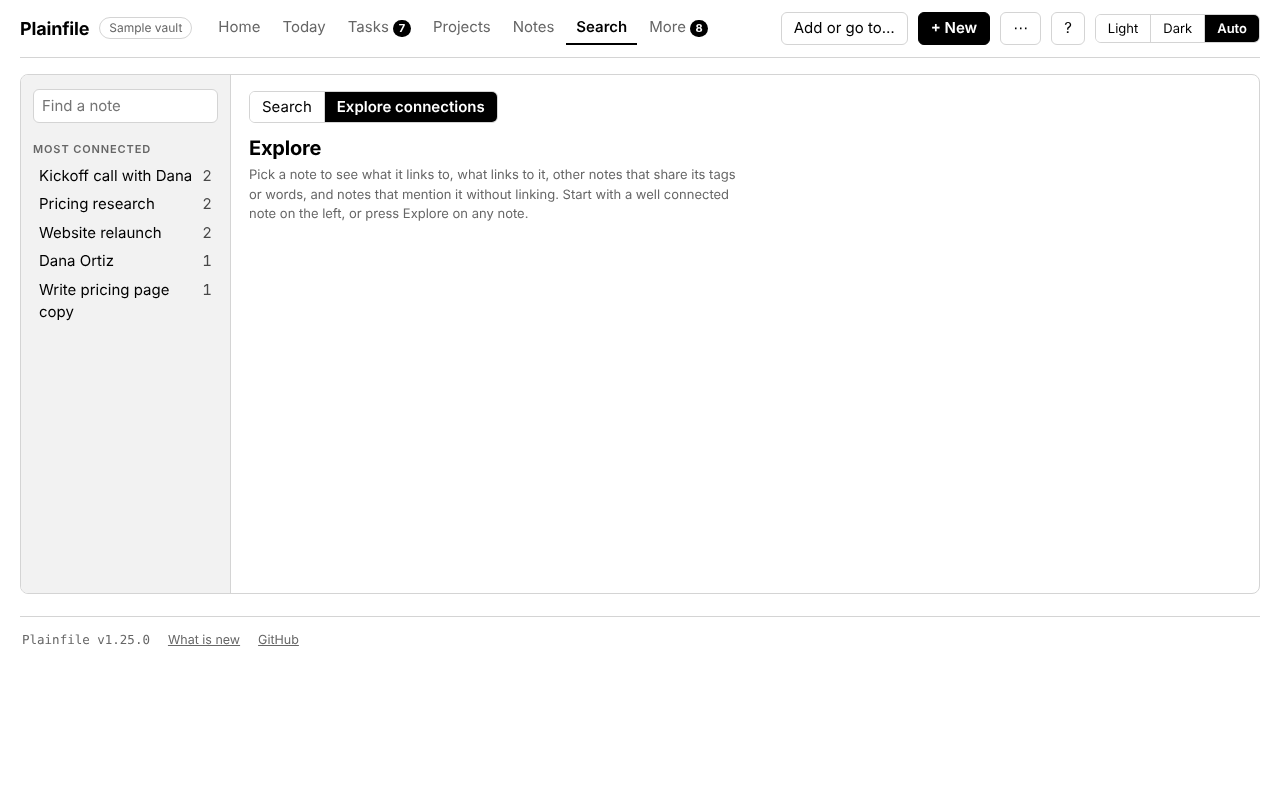 Plainfile
Sample vault
Home
Today
Tasks 7
Projects
Notes
Search
More 8
Add or go to...
+ New
···
?
Light
Dark
Auto
Find a note
MOST CONNECTED
Kickoff call with Dana 2
Pricing research 2
Website relaunch 2
Dana Ortiz 1
Write pricing page 1
copy
Search
Explore connections
Explore
Pick a note to see what it links to, what links to it, other notes that share its tags
or words, and notes that mention it without linking. Start with a well connected
note on the left, or press Explore on any note.
Plainfile v1.25.0
What is new
GitHub